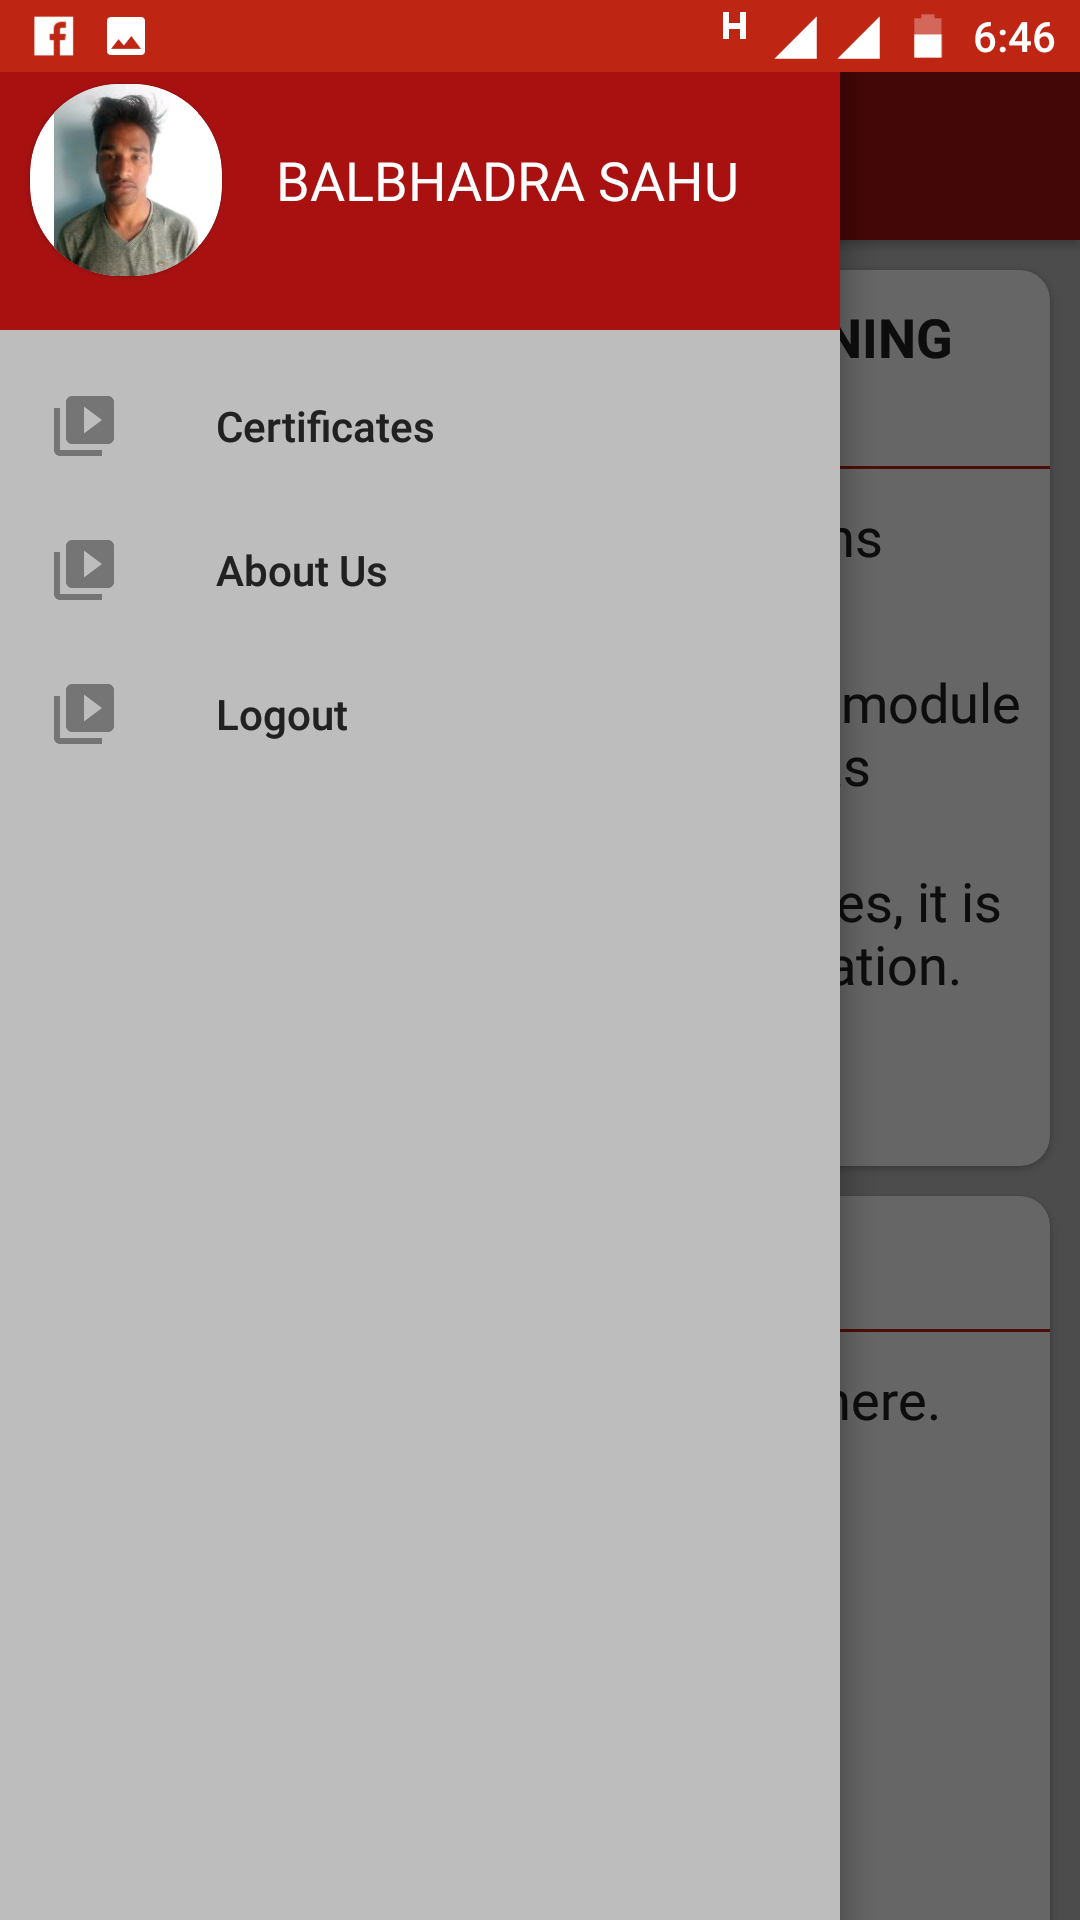 H 6:46
BALBHADRA SAHU
Certificates
About Us
Logout
NING
ns
module
s
es, it is
ation.
here.